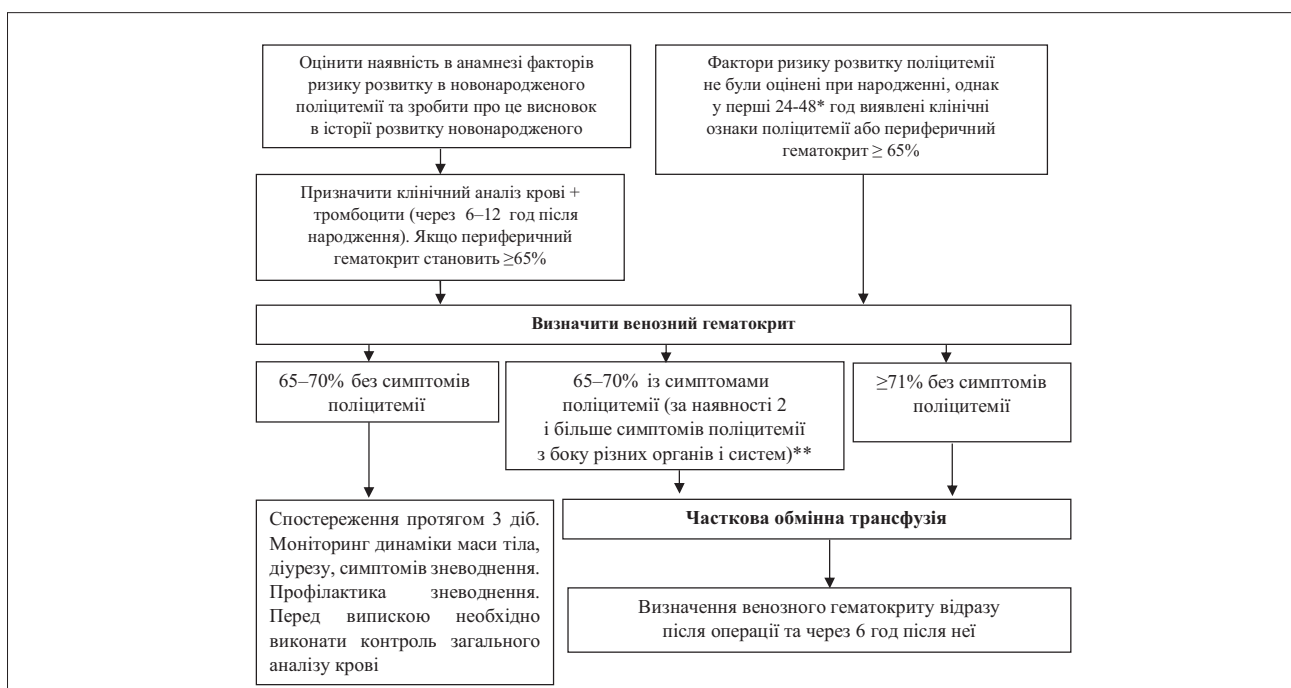 Оцінити наявність в анамнезі факторів
ризику розвитку в новонародженого
поліцитемії та зробити про це висновок
в історії розвитку новонародженого
Фактори ризику розвитку поліцитемії
не були оцінені при народженні, однак
у перші 24-48* год виявлені клінічні
ознаки поліцитемії або периферичний
гематокрит ≥ 65%
Призначити клінічний аналіз крові +
тромбоцити (через 6–12 год після
народження). Якщо периферичний
гематокрит становить ≥65%
Визначити венозний гематокрит
65–70% без симптомів
поліцитемії
65–70% із симптомами
поліцитемії (за наявності 2
і більше симптомів поліцитемії
з боку різних органів і систем)**
≥71% без симптомів
поліцитемії
Спостереження протягом 3 діб.
Моніторинг динаміки маси тіла,
діурезу, симптомів зневоднення.
Профілактика зневоднення.
Перед випискою необхідно
виконати контроль загального
аналізу крові
Часткова обмінна трансфузія
Визначення венозного гематокриту відразу
після операції та через 6 год після неї